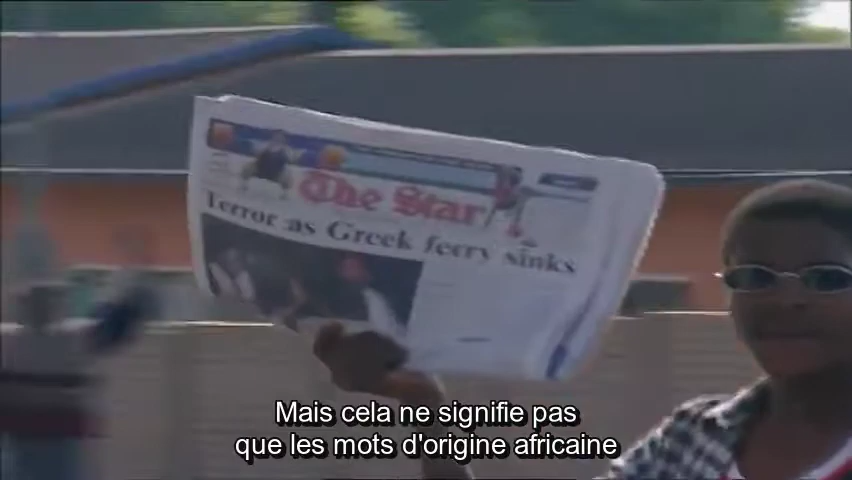 The Star
Terror as Greek ferry sinks
Mais cela ne signifie pas
que les mots d'origine africaine